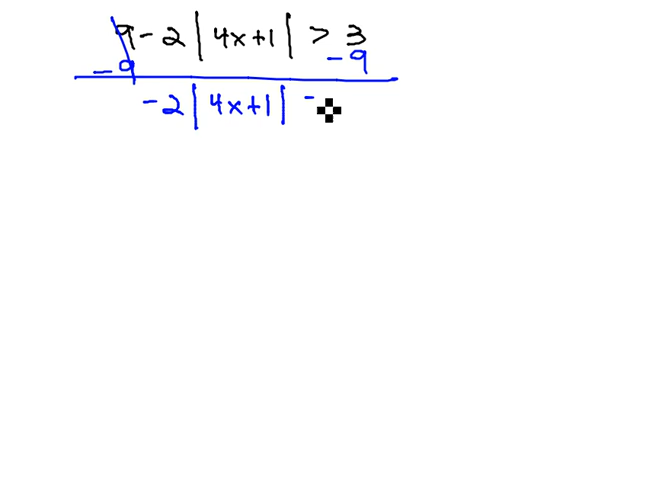 9 - 2 | 4x + 1 | > 3
- 9 - 9
- 2 | 4x + 1 | -